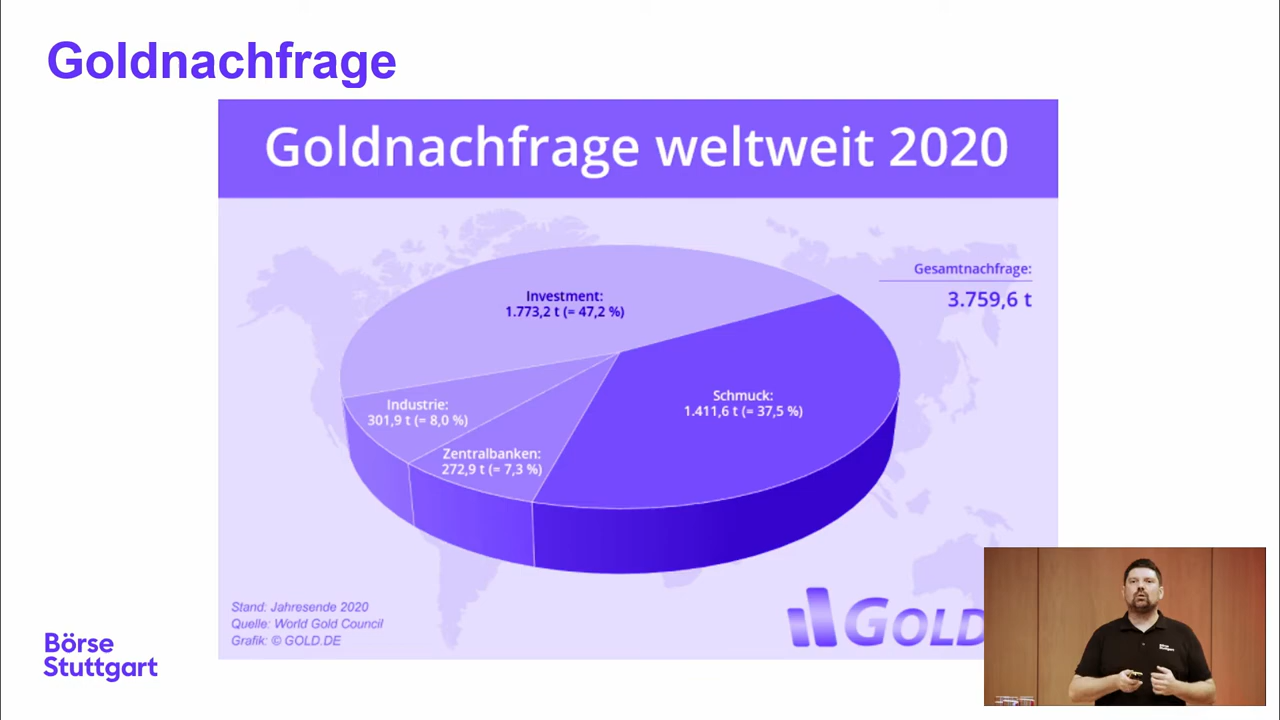 Goldnachfrage
Goldnachfrage weltweit 2020
Gesamtnachfrage:
3.759,6 t
Investment:
1.773,2 t (= 47,2 %)
Schmuck:
1.411,6 t (= 37,5 %)
Industrie:
301,9 t (= 8,0 %)
Zentralbanken:
272,9 t (= 7,3 %)
Stand: Jahresende 2020
Quelle: World Gold Council
Grafik: © GOLD.DE
GOLD
Börse
Stuttgart
Börse
Stuttgart